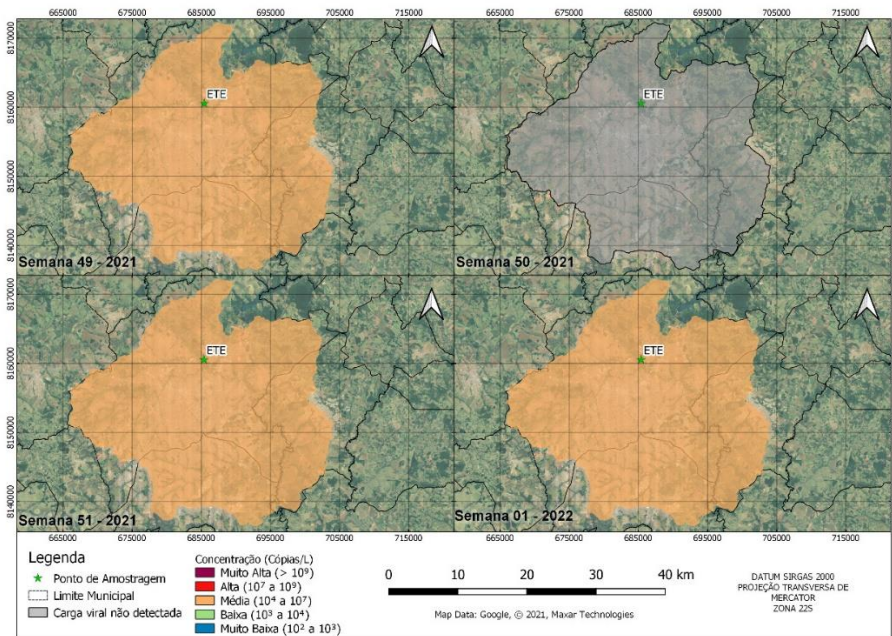 665000 675000 685000 695000 705000 715000 665000 675000 685000 695000 705000 715000
8170000
8160000
8150000
8140000
ETE
ETE
Semana 49 - 2021
Semana 50 - 2021
8170000
8160000
8150000
8140000
ETE
ETE
Semana 51 - 2021
Semana 01 - 2022
665000 675000 685000 695000 705000 715000 665000 675000 685000 695000 705000 715000
Legenda
Ponto de Amostragem
Limite Municipal
Carga viral não detectada
Concentração (Cópias/L)
Muito Alta (> 10⁹)
Alta (10⁷ a 10⁹)
Média (10⁴ a 10⁷)
Baixa (10³ a 10⁴)
Muito Baixa (10² a 10³)
0 10 20 30 40 km
Map Data: Google, © 2021, Maxar Technologies
DATUM SIRGAS 2000
PROJEÇÃO TRANSVERSA DE
MERCATOR
ZONA 22S